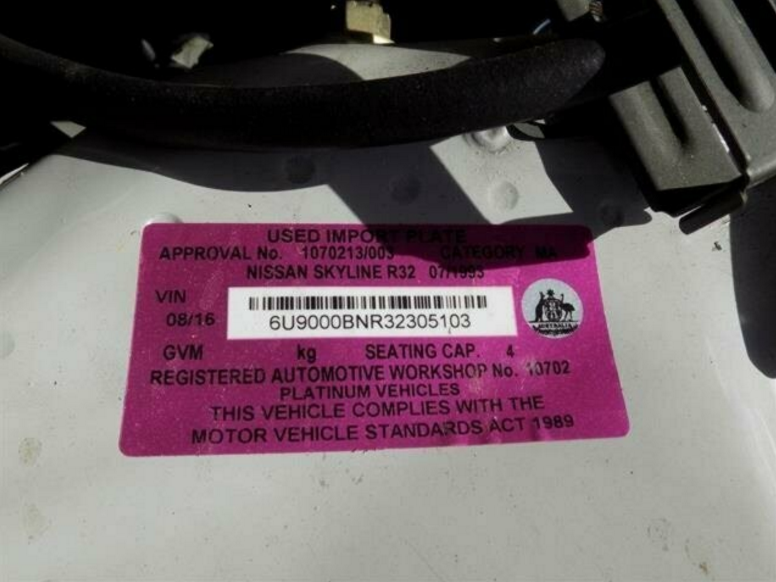 USED IMPORT PLATE
APPROVAL No. 1070213/003 CATEGORY MA
NISSAN SKYLINE R32 07/1993
VIN
08/16 6U9000BNR32305103
GVM kg SEATING CAP. 4
REGISTERED AUTOMOTIVE WORKSHOP No. 10702
PLATINUM VEHICLES
THIS VEHICLE COMPLIES WITH THE
MOTOR VEHICLE STANDARDS ACT 1989
AUSTRALIA